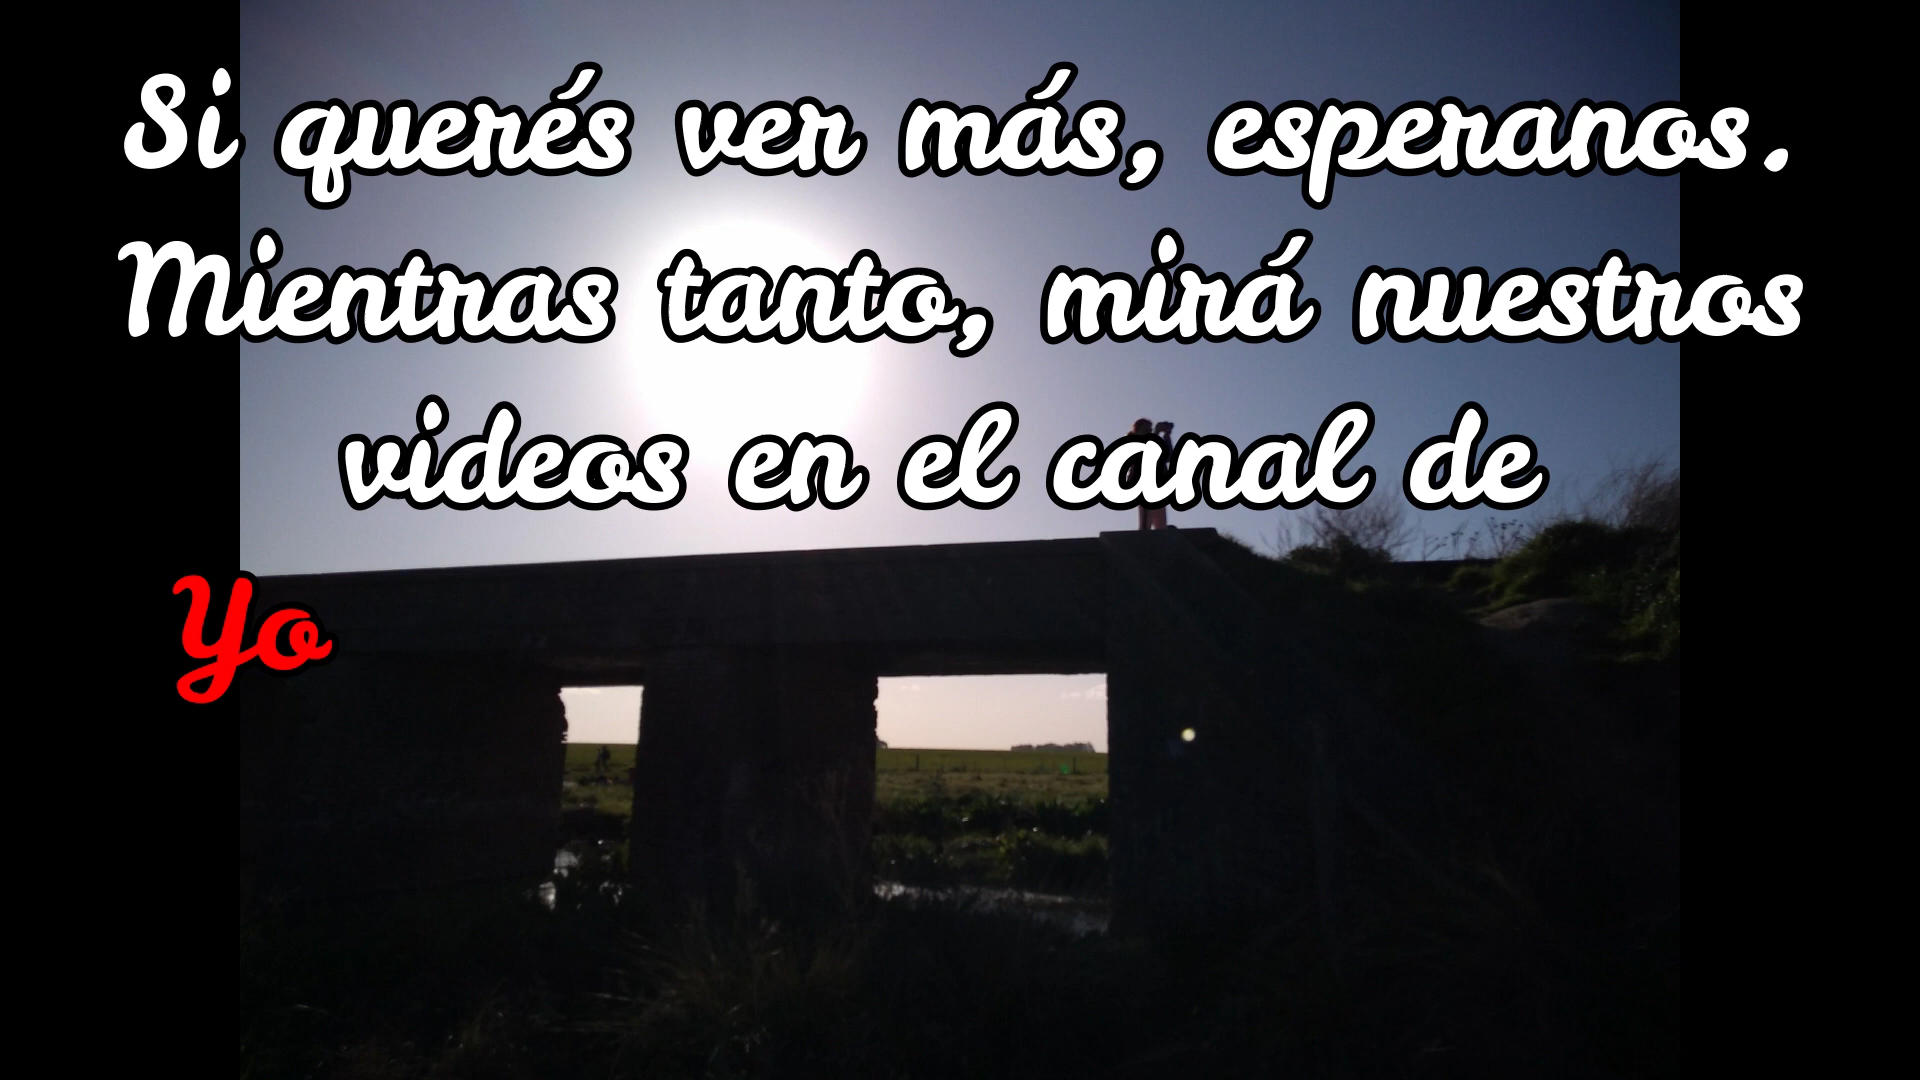 Si querés ver más, esperanos.
Mientras tanto, mirá nuestros
videos en el canal de
Yo